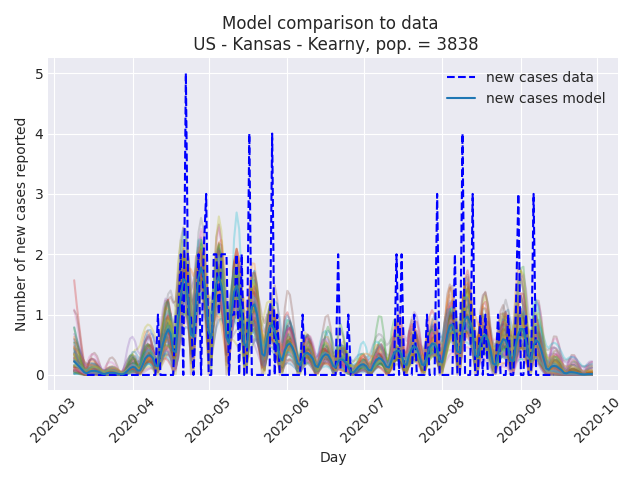 Model comparison to data
US - Kansas - Kearny, pop. = 3838
new cases data
new cases model
Number of new cases reported
5
4
3
2
1
0
2020-03
2020-04
2020-05
2020-06
2020-07
2020-08
2020-09
2020-10
Day